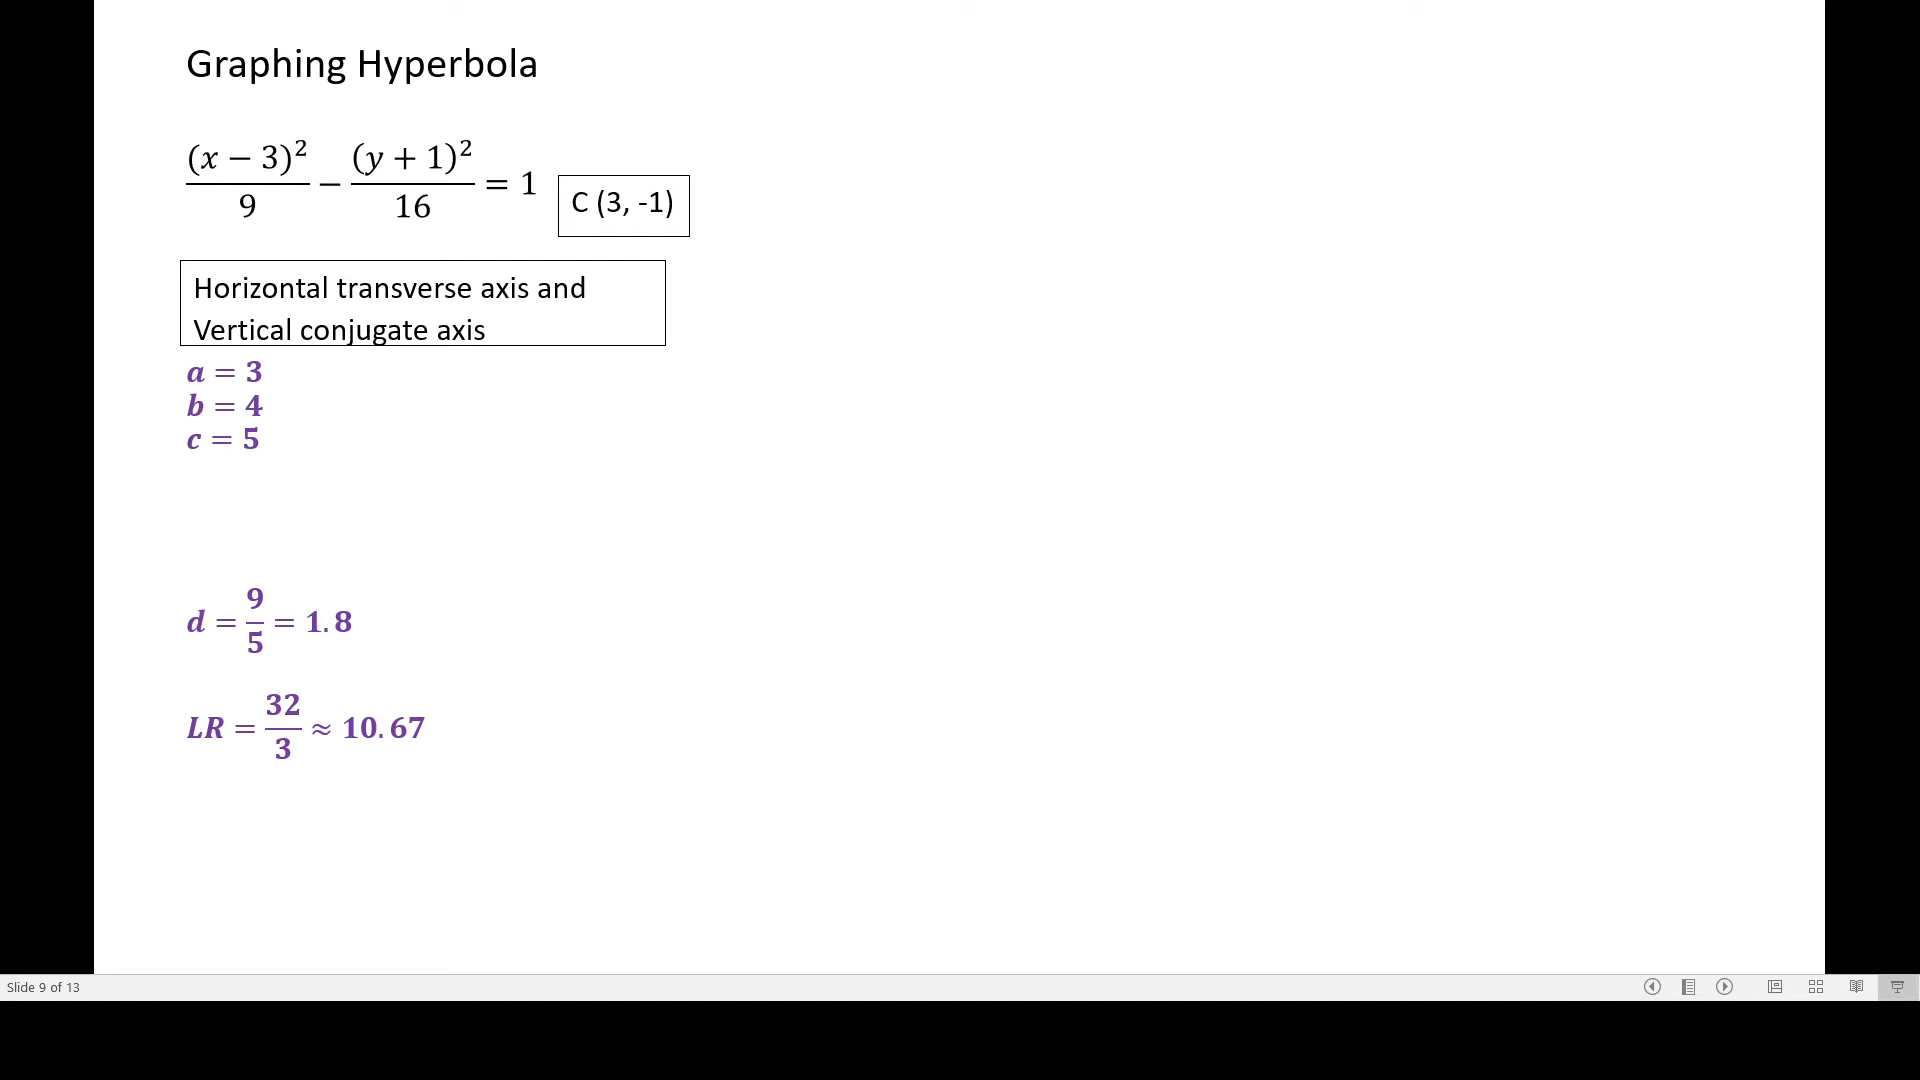 Graphing Hyperbola
(x − 3)²/9 − (y + 1)²/16 = 1
C (3, -1)
Horizontal transverse axis and
Vertical conjugate axis
a = 3
b = 4
c = 5
d = 9/5 = 1.8
LR = 32/3 ≈ 10.67
Slide 9 of 13